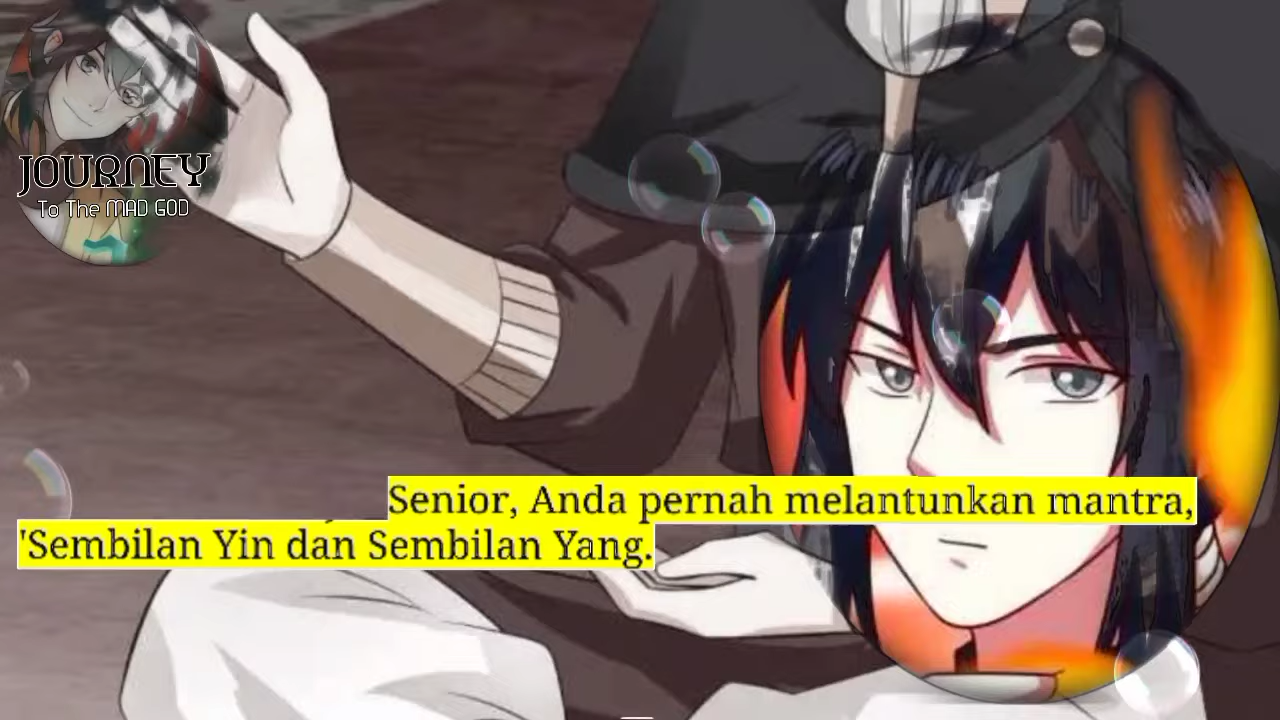 JOURNEY
To The MAD GOD
Senior, Anda pernah melantunkan mantra,
'Sembilan Yin dan Sembilan Yang.